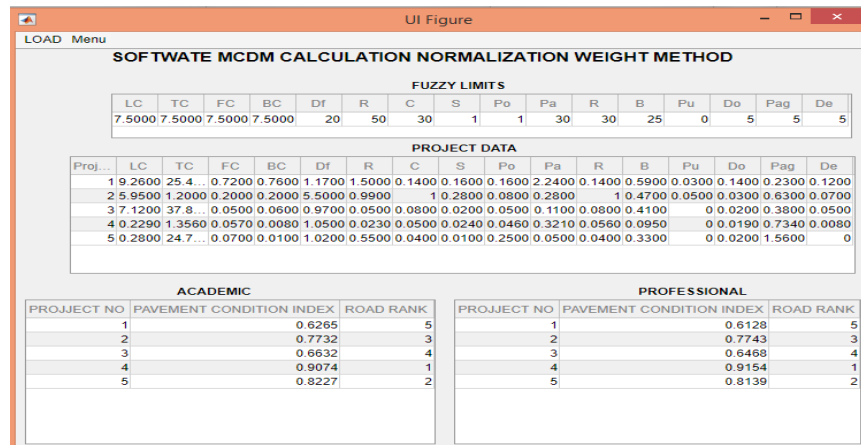 UI Figure
LOAD Menu
SOFTWATE MCDM CALCULATION NORMALIZATION WEIGHT METHOD
FUZZY LIMITS
LC TC FC BC Df R C S Po Pa R B Pu Do Pag De
7.5000 7.5000 7.5000 7.5000 20 50 30 1 1 30 30 25 0 5 5 5
PROJECT DATA
Proj... LC TC FC BC Df R C S Po Pa R B Pu Do Pag De
1 9.2600 25.4... 0.7200 0.7600 1.1700 1.5000 0.1400 0.1600 0.1600 2.2400 0.1400 0.5900 0.0300 0.1400 0.2300 0.1200
2 5.9500 1.2000 0.2000 0.2000 5.5000 0.9900 1 0.2800 0.0800 0.2800 1 0.4700 0.0500 0.0300 0.6300 0.0700
3 7.1200 37.8... 0.0500 0.0600 0.9700 0.0500 0.0800 0.0200 0.0500 0.1100 0.0800 0.4100 0 0.0200 0.3800 0.0500
4 0.2290 1.3560 0.0570 0.0080 1.0500 0.0230 0.0500 0.0240 0.0460 0.3210 0.0560 0.0950 0 0.0190 0.7340 0.0080
5 0.2800 24.7... 0.0700 0.0100 1.0200 0.5500 0.0400 0.0100 0.2500 0.0500 0.0400 0.3300 0 0.0200 1.5600 0
ACADEMIC
PROJJECT NO PAVEMENT CONDITION INDEX ROAD RANK
1 0.6265 5
2 0.7732 3
3 0.6632 4
4 0.9074 1
5 0.8227 2
PROFESSIONAL
PROJJECT NO PAVEMENT CONDITION INDEX ROAD RANK
1 0.6128 5
2 0.7743 3
3 0.6468 4
4 0.9154 1
5 0.8139 2